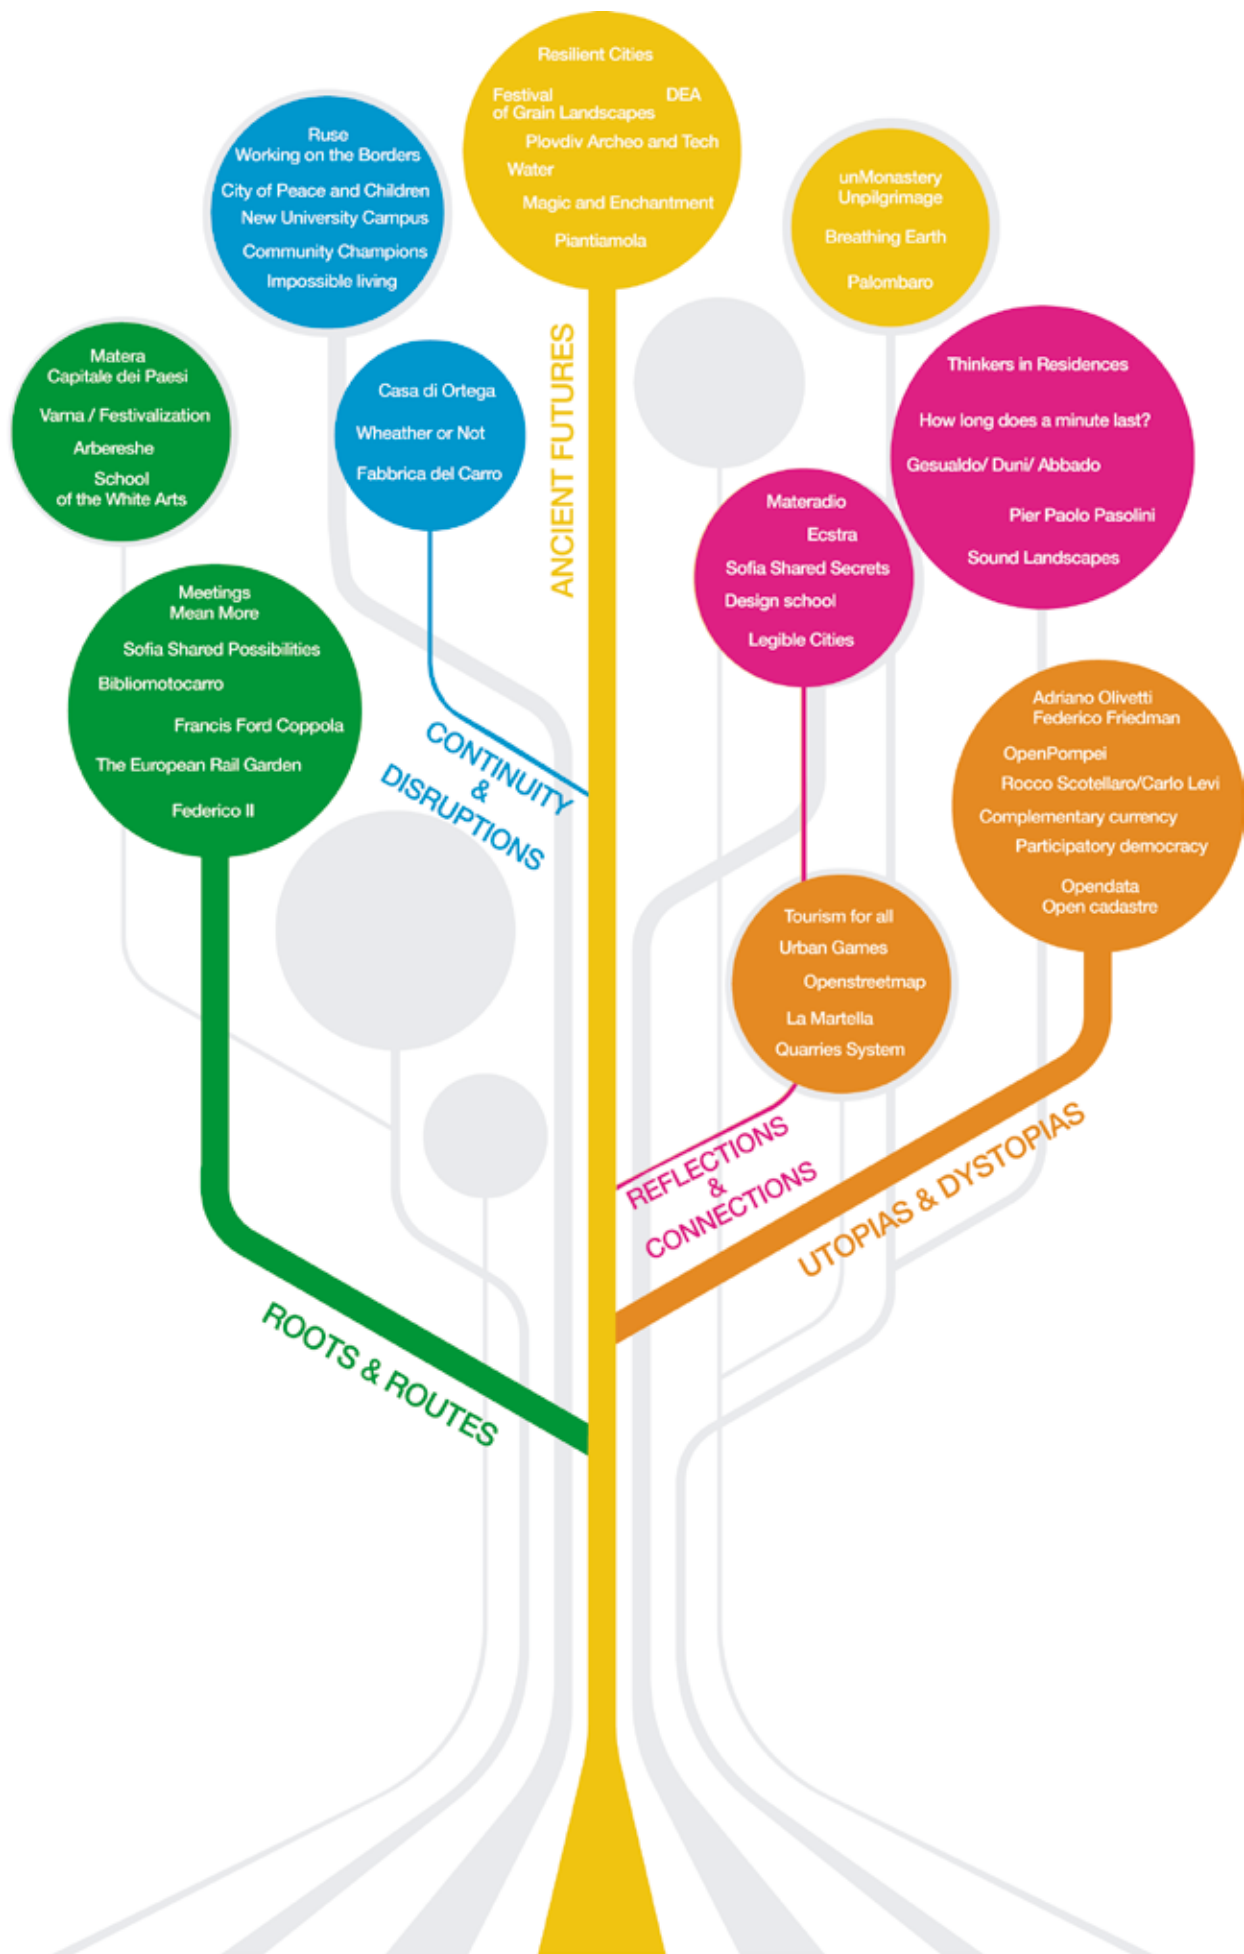 Resilient Cities
Festival
DEA
of Grain Landscapes
Plovdiv Archeo and Tech
Water
Magic and Enchantment
Piantiamola
Ruse
Working on the Borders
City of Peace and Children
New University Campus
Community Champions
Impossible living
unMonastery
Unpilgrimage
Breathing Earth
Palombaro
Matera
Capitale dei Paesi
Varna / Festivalization
Arbereshe
School
of the White Arts
Casa di Ortega
Wheather or Not
Fabbrica del Carro
ANCIENT FUTURES
Thinkers in Residences
How long does a minute last?
Gesualdo/ Duni/ Abbado
Pier Paolo Pasolini
Sound Landscapes
Materadio
Ecstra
Sofia Shared Secrets
Design school
Legible Cities
Meetings
Mean More
Sofia Shared Possibilities
Bibliomotocarro
Francis Ford Coppola
The European Rail Garden
Federico II
CONTINUITY
&
DISRUPTIONS
Adriano Olivetti
Federico Friedman
OpenPompei
Rocco Scotellaro/Carlo Levi
Complementary currency
Participatory democracy
Opendata
Open cadastre
Tourism for all
Urban Games
Openstreetmap
La Martella
Quarries System
REFLECTIONS
&
CONNECTIONS
UTOPIAS & DYSTOPIAS
ROOTS & ROUTES